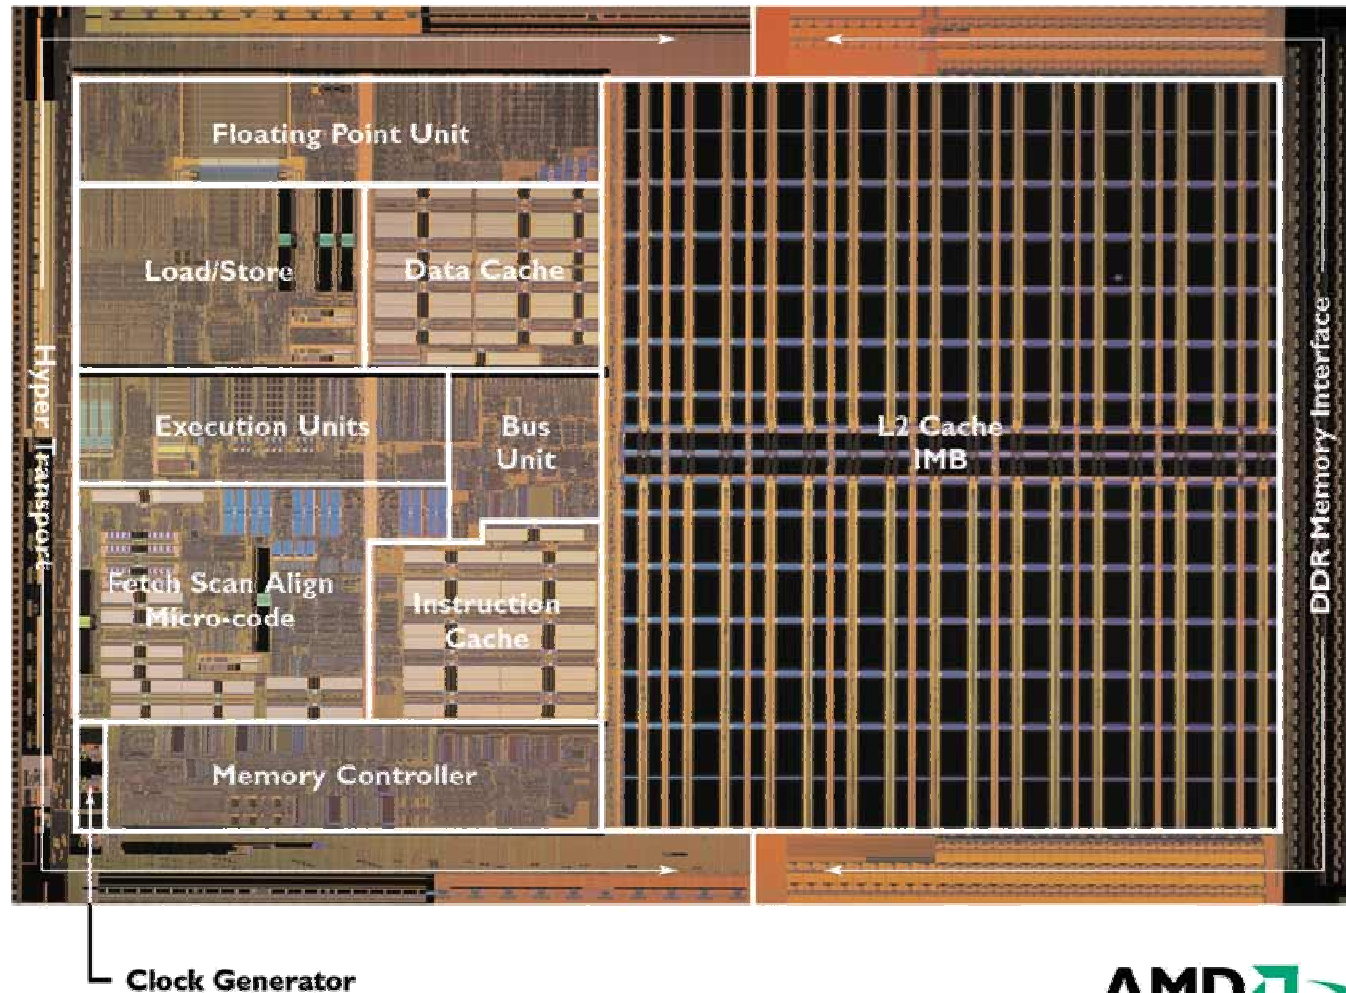 Floating Point Unit
Load/Store
Data Cache
Hyper Transport
Execution Units
Bus
Unit
L2 Cache
IMB
DDR Memory Interface
Fetch Scan Align
Micro-code
Instruction
Cache
Memory Controller
Clock Generator
AMD